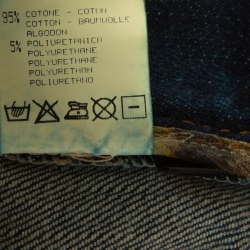 95% COTONE - COTON
COTTON - BAUMWOLLE
ALGODON
5% POLIURETANICA
POLYURETHANE
POLYURETHANE
POLYURETHAN
POLIURETANO